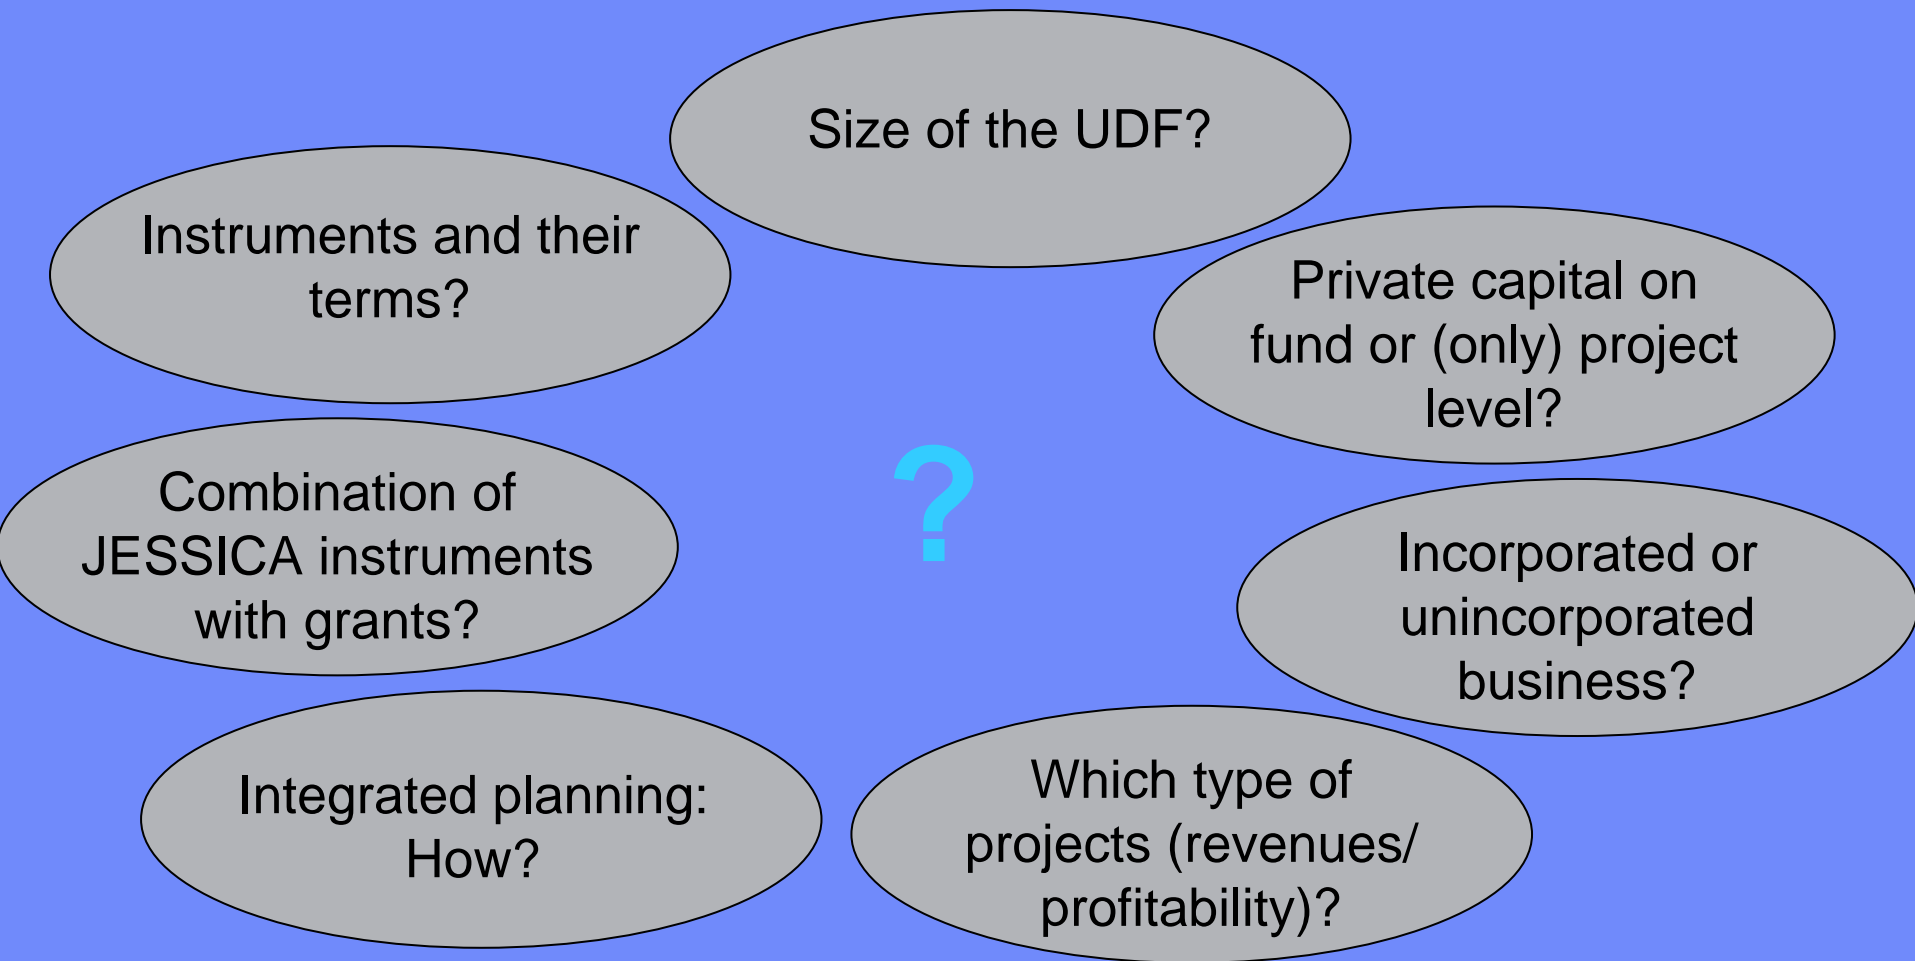 Size of the UDF?
Instruments and their
terms?
Private capital on
fund or (only) project
level?
Combination of
JESSICA instruments
with grants?
?
Incorporated or
unincorporated
business?
Integrated planning:
How?
Which type of
projects (revenues/
profitability)?